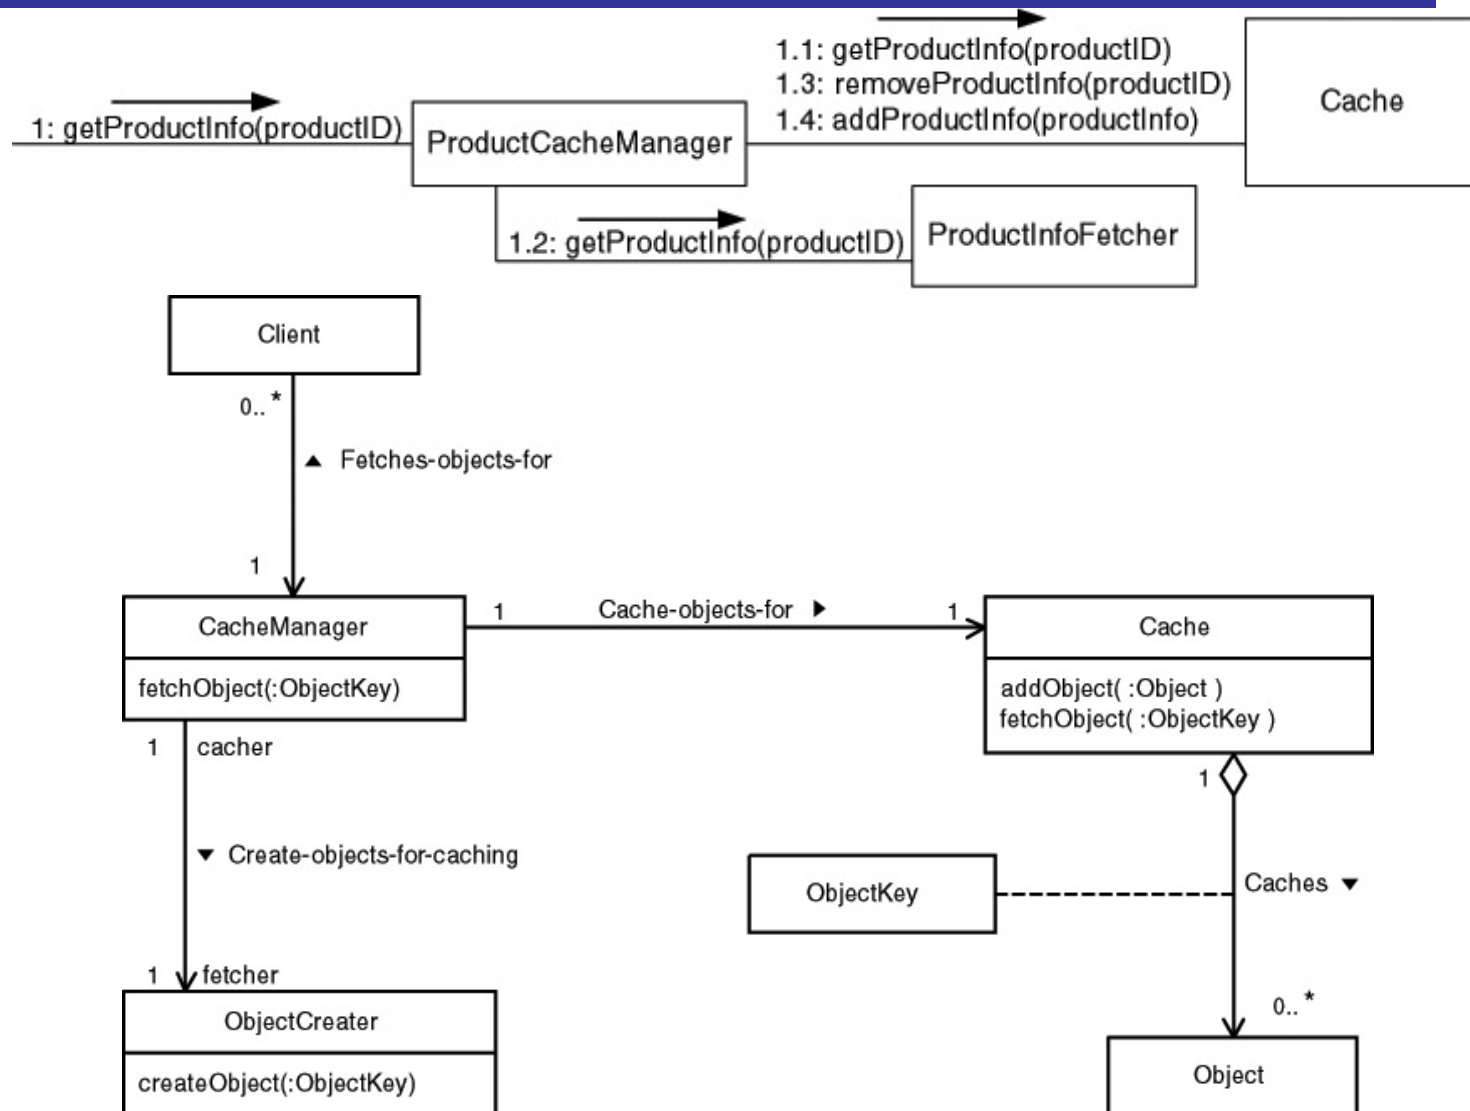 1.1: getProductInfo(productID)
1.3: removeProductInfo(productID)
1.4: addProductInfo(productInfo)
Cache
1: getProductInfo(productID)
ProductCacheManager
1.2: getProductInfo(productID)
ProductInfoFetcher
Client
0..*
Fetches-objects-for
1
CacheManager
fetchObject(:ObjectKey)
1 Cache-objects-for 1
Cache
addObject( :Object )
fetchObject( :ObjectKey )
1 cacher
1
Create-objects-for-caching
ObjectKey
Caches
1 fetcher
0..*
ObjectCreater
createObject(:ObjectKey)
Object